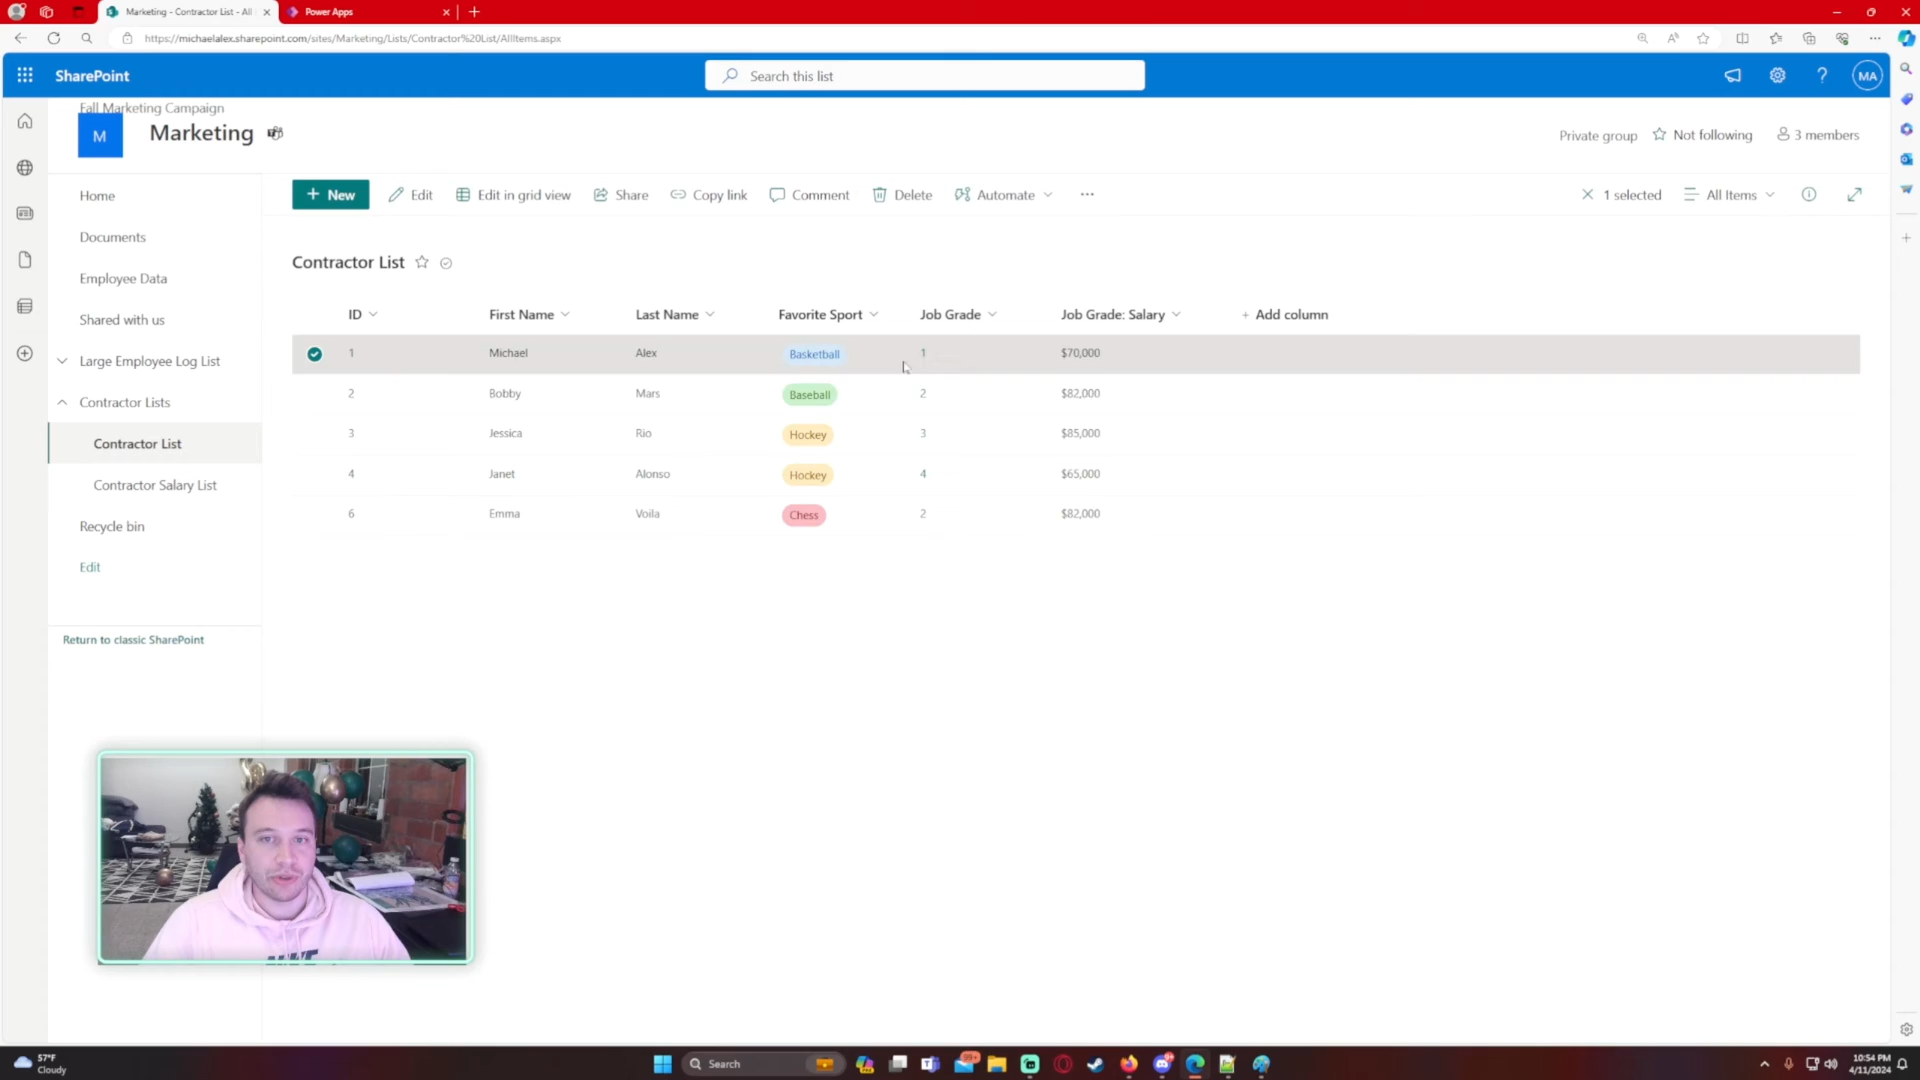 Marketing - Contractor List - All
Power Apps
https://michaelalex.sharepoint.com/sites/Marketing/Lists/Contractor%20List/AllItems.aspx
SharePoint
Search this list
MA
Fall Marketing Campaign
M
Marketing
Private group
Not following
3 members
Home
Documents
Employee Data
Shared with us
Large Employee Log List
Contractor Lists
Contractor List
Contractor Salary List
Recycle bin
Edit
Return to classic SharePoint
+ New
Edit
Edit in grid view
Share
Copy link
Comment
Delete
Automate
...
1 selected
All Items
Contractor List
ID First Name Last Name Favorite Sport Job Grade Job Grade: Salary + Add column
1 Michael Alex Basketball 1 $70,000
2 Bobby Mars Baseball 2 $82,000
3 Jessica Rio Hockey 3 $85,000
4 Janet Alonso Hockey 4 $65,000
6 Emma Voila Chess 2 $82,000
57°F
Cloudy
Search
99+
10:54 PM
4/11/2024